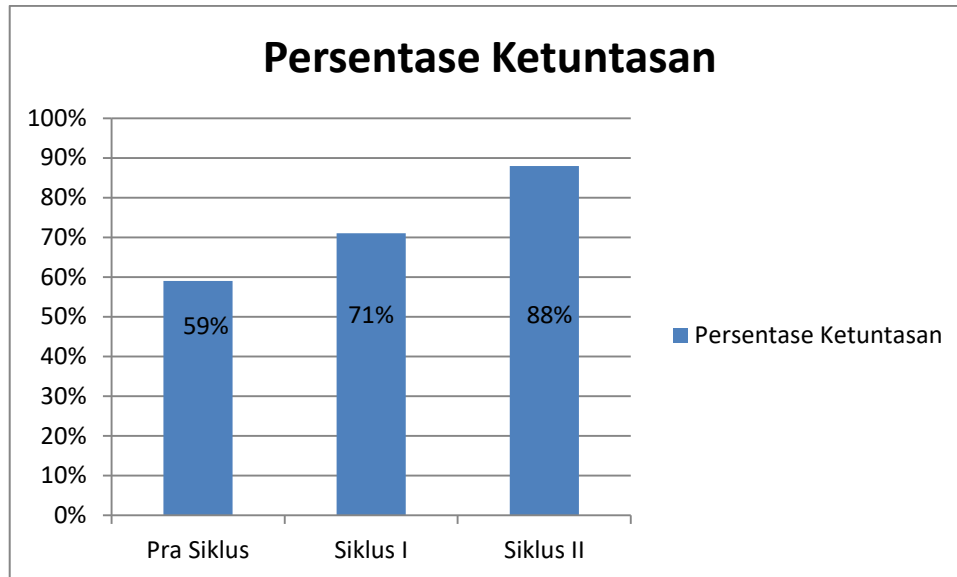 Persentase Ketuntasan
100%
90%
80%
70%
60%
50%
40%
30%
20%
10%
0%
59%
71%
88%
Pra Siklus
Siklus I
Siklus II
Persentase Ketuntasan